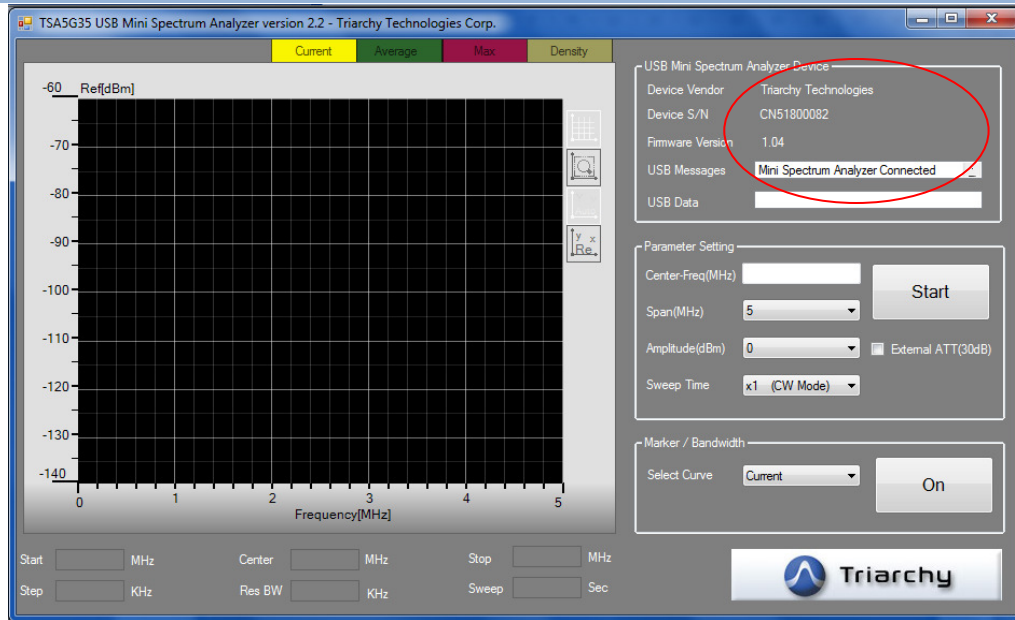 TSA5G35 USB Mini Spectrum Analyzer version 2.2 - Triarchy Technologies Corp.
Current Average Max Density
-60 Ref[dBm]
-70
-80
-90
-100
-110
-120
-130
-140
0 1 2 3 4 5
Frequency[MHz]
y x
Re.
USB Mini Spectrum Analyzer Device
Device Vendor Triarchy Technologies
Device S/N CN51800082
Firmware Version 1.04
USB Messages Mini Spectrum Analyzer Connected
USB Data
Parameter Setting
Center-Freq(MHz)
Start
Span(MHz) 5
Amplitude(dBm) 0 External ATT(30dB)
Sweep Time x1 (CW Mode)
Marker / Bandwidth
Select Curve Current
On
Start MHz Center MHz Stop MHz
Step KHz Res BW KHz Sweep Sec
Triarchy